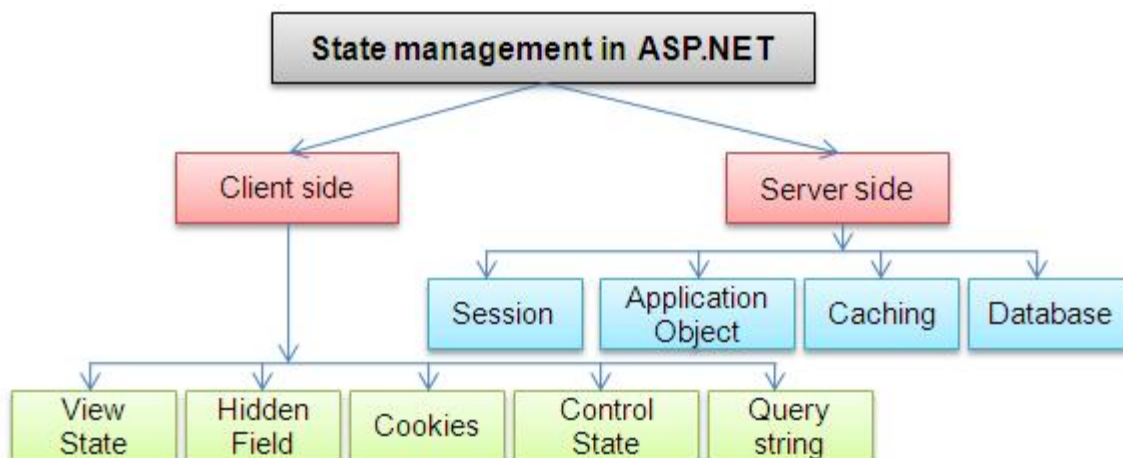 State management in ASP.NET
Client side
Server side
Session
Application
Object
Caching
Database
View
State
Hidden
Field
Cookies
Control
State
Query
string